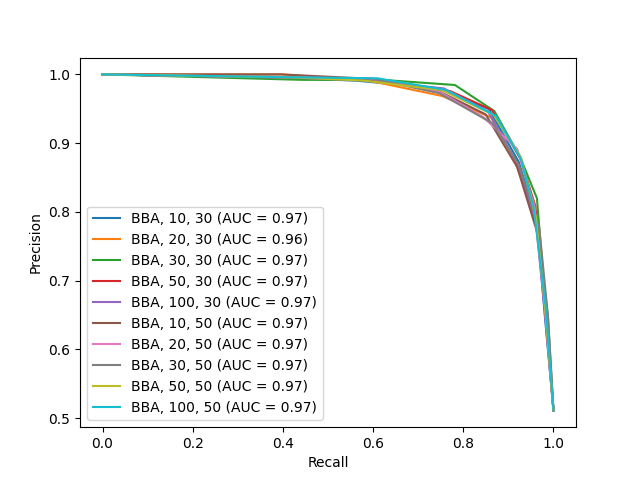 1.0
0.9
0.8
0.7
0.6
0.5
Precision
BBA, 10, 30 (AUC = 0.97)
BBA, 20, 30 (AUC = 0.96)
BBA, 30, 30 (AUC = 0.97)
BBA, 50, 30 (AUC = 0.97)
BBA, 100, 30 (AUC = 0.97)
BBA, 10, 50 (AUC = 0.97)
BBA, 20, 50 (AUC = 0.97)
BBA, 30, 50 (AUC = 0.97)
BBA, 50, 50 (AUC = 0.97)
BBA, 100, 50 (AUC = 0.97)
0.0 0.2 0.4 0.6 0.8 1.0
Recall